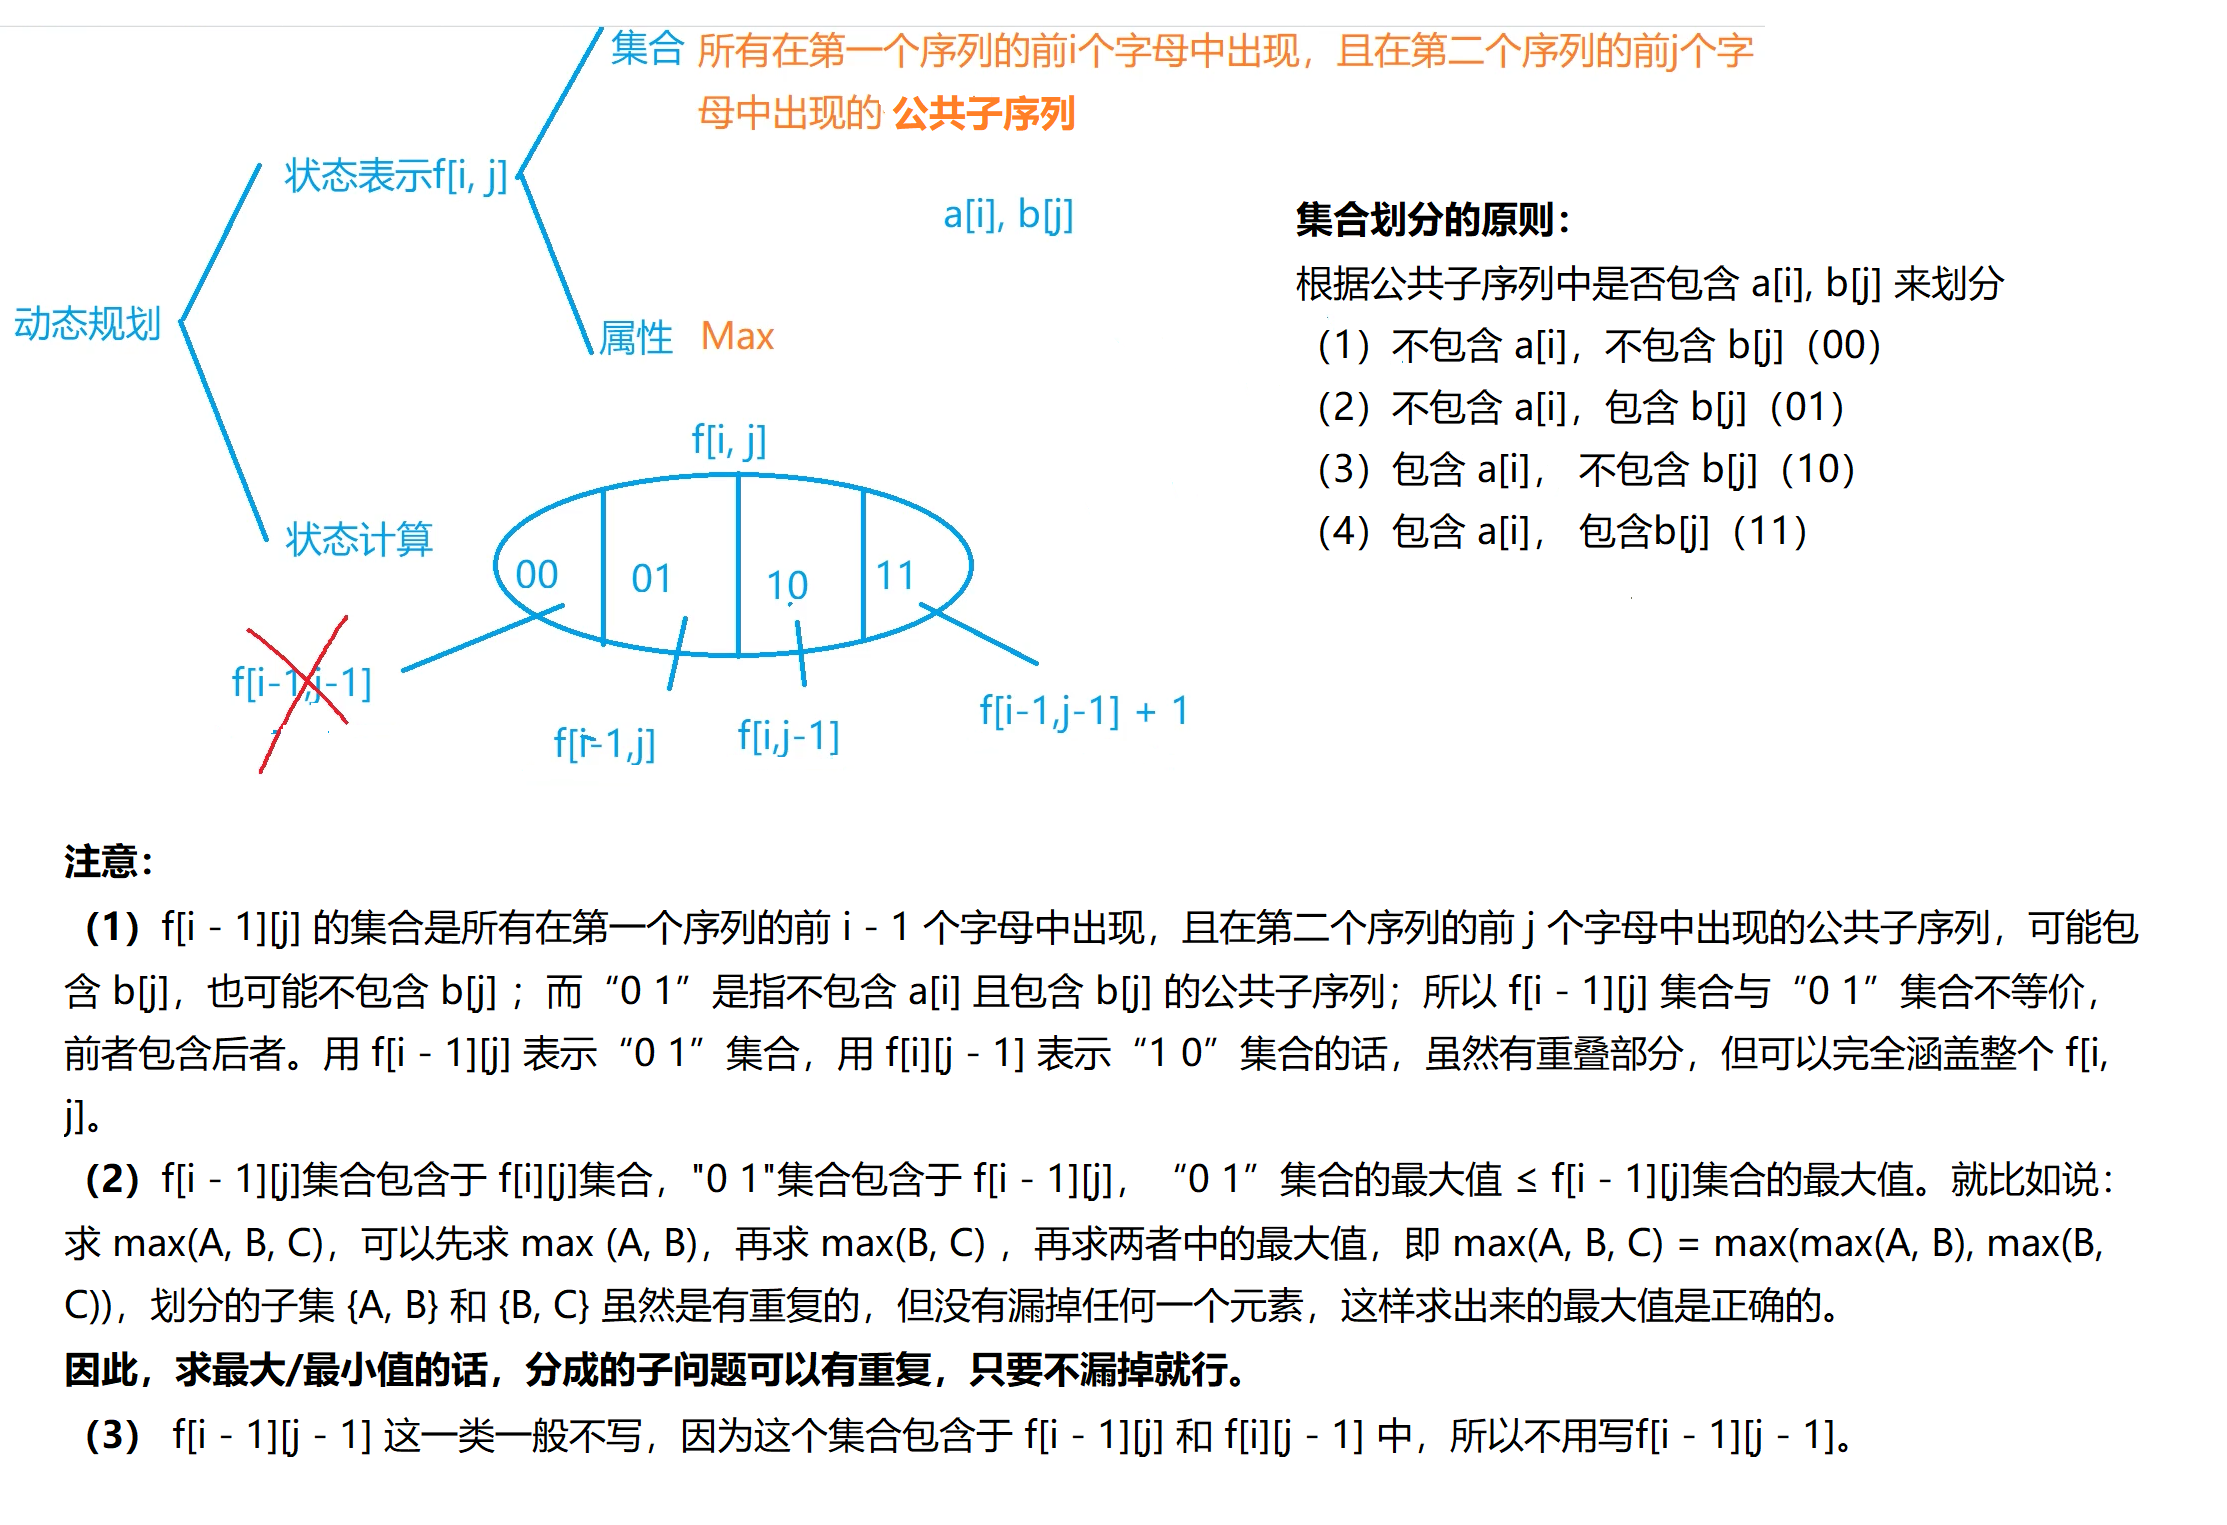 集合 所有在第一个序列的前i个字母中出现，且在第二个序列的前j个字
母中出现的 公共子序列
状态表示f[i, j]
a[i], b[j]
动态规划
属性 Max
集合划分的原则：
根据公共子序列中是否包含 a[i], b[j] 来划分
（1）不包含 a[i]，不包含 b[j]（00）
（2）不包含 a[i]，包含 b[j]（01）
（3）包含 a[i]， 不包含 b[j]（10）
（4）包含 a[i]， 包含b[j]（11）
f[i, j]
状态计算
00 01 10 11
f[i-1,j-1]
f[i-1,j]
f[i,j-1]
f[i-1,j-1] + 1
注意：
（1）f[i - 1][j] 的集合是所有在第一个序列的前 i - 1 个字母中出现，且在第二个序列的前 j 个字母中出现的公共子序列，可能包
含 b[j]，也可能不包含 b[j] ；而“0 1”是指不包含 a[i] 且包含 b[j] 的公共子序列；所以 f[i - 1][j] 集合与“0 1”集合不等价，
前者包含后者。用 f[i - 1][j] 表示“0 1”集合，用 f[i][j - 1] 表示“1 0”集合的话，虽然有重叠部分，但可以完全涵盖整个 f[i,
j]。
（2）f[i - 1][j]集合包含于 f[i][j]集合，"0 1"集合包含于 f[i - 1][j]，“0 1”集合的最大值 ≤ f[i - 1][j]集合的最大值。就比如说：
求 max(A, B, C)，可以先求 max (A, B)，再求 max(B, C) ，再求两者中的最大值，即 max(A, B, C) = max(max(A, B), max(B,
C))，划分的子集 {A, B} 和 {B, C} 虽然是有重复的，但没有漏掉任何一个元素，这样求出来的最大值是正确的。
因此，求最大/最小值的话，分成的子问题可以有重复，只要不漏掉就行。
（3） f[i - 1][j - 1] 这一类一般不写，因为这个集合包含于 f[i - 1][j] 和 f[i][j - 1] 中，所以不用写f[i - 1][j - 1]。